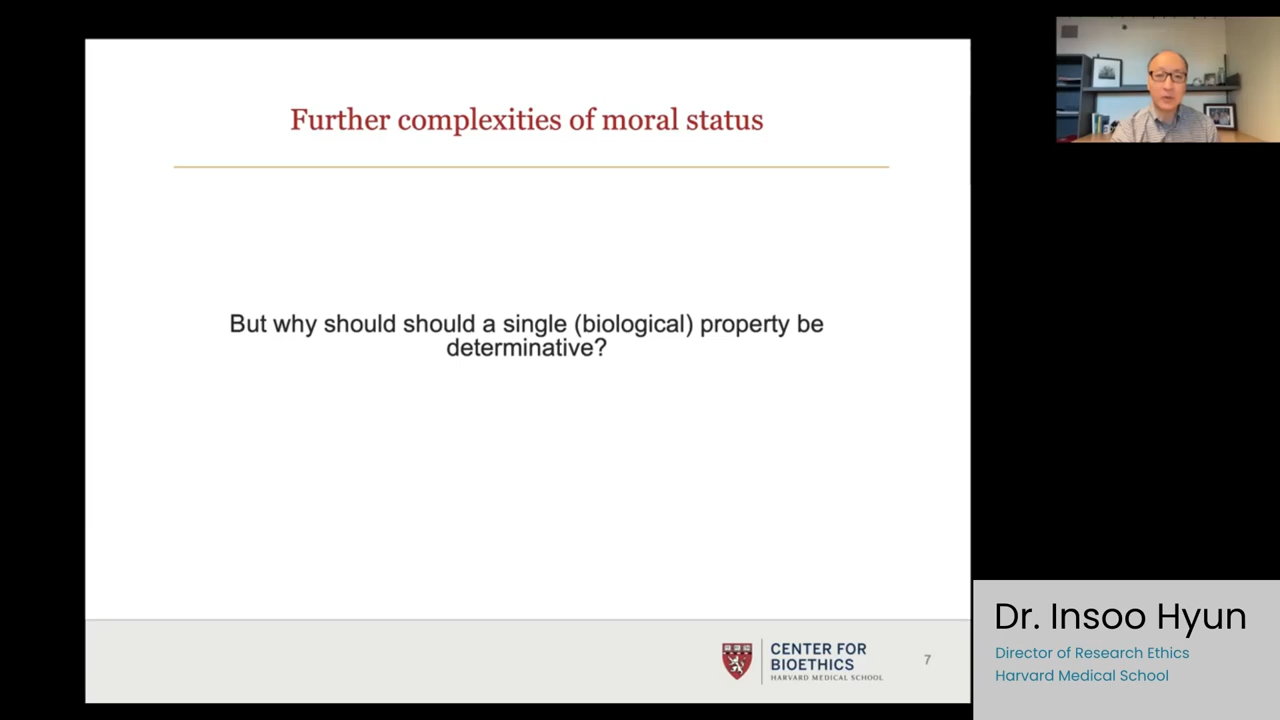 Further complexities of moral status
But why should should a single (biological) property be
determinative?
CENTER FOR
BIOETHICS
HARVARD MEDICAL SCHOOL
7
Dr. Insoo Hyun
Director of Research Ethics
Harvard Medical School